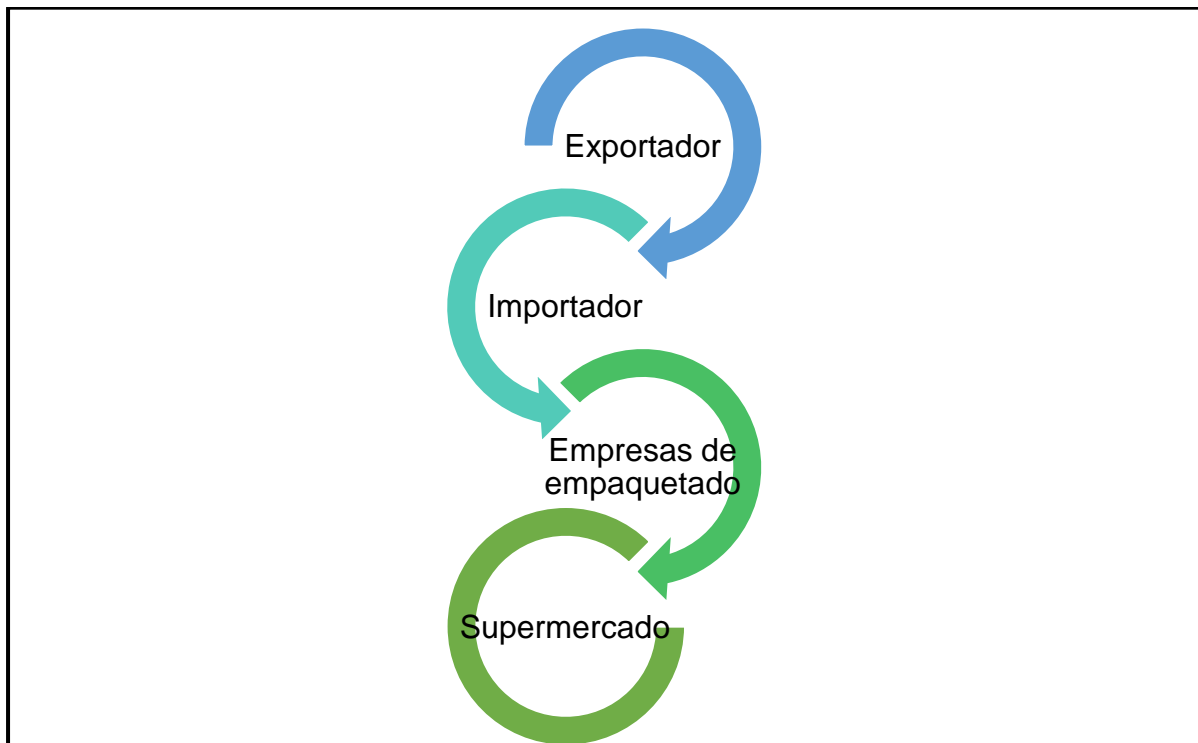 Exportador
Importador
Empresas de
empaquetado
Supermercado